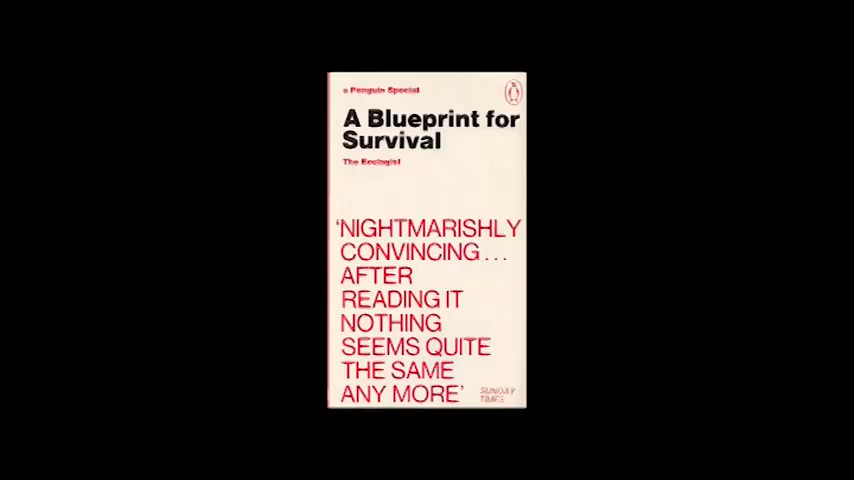 a Penguin Special
A Blueprint for
Survival
The Ecologist
'NIGHTMARISHLY
CONVINCING...
AFTER
READING IT
NOTHING
SEEMS QUITE
THE SAME
ANY MORE'
SUNDAY
TIMES